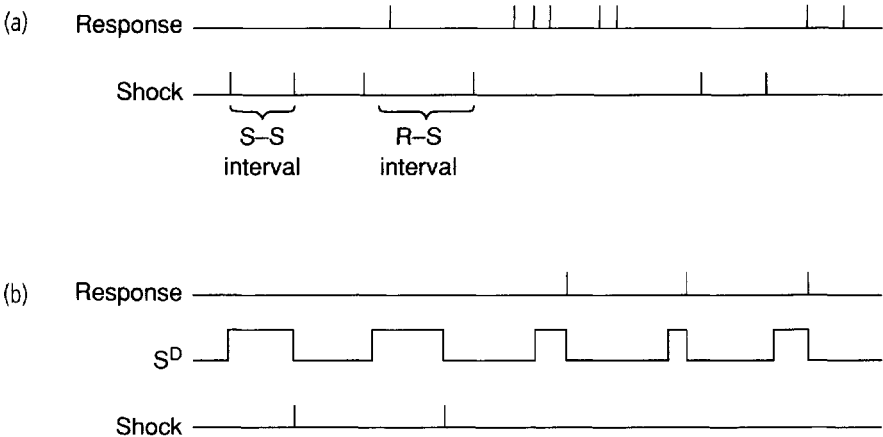 (a)
Response
Shock
S–S
interval
R–S
interval
(b)
Response
S^D
Shock